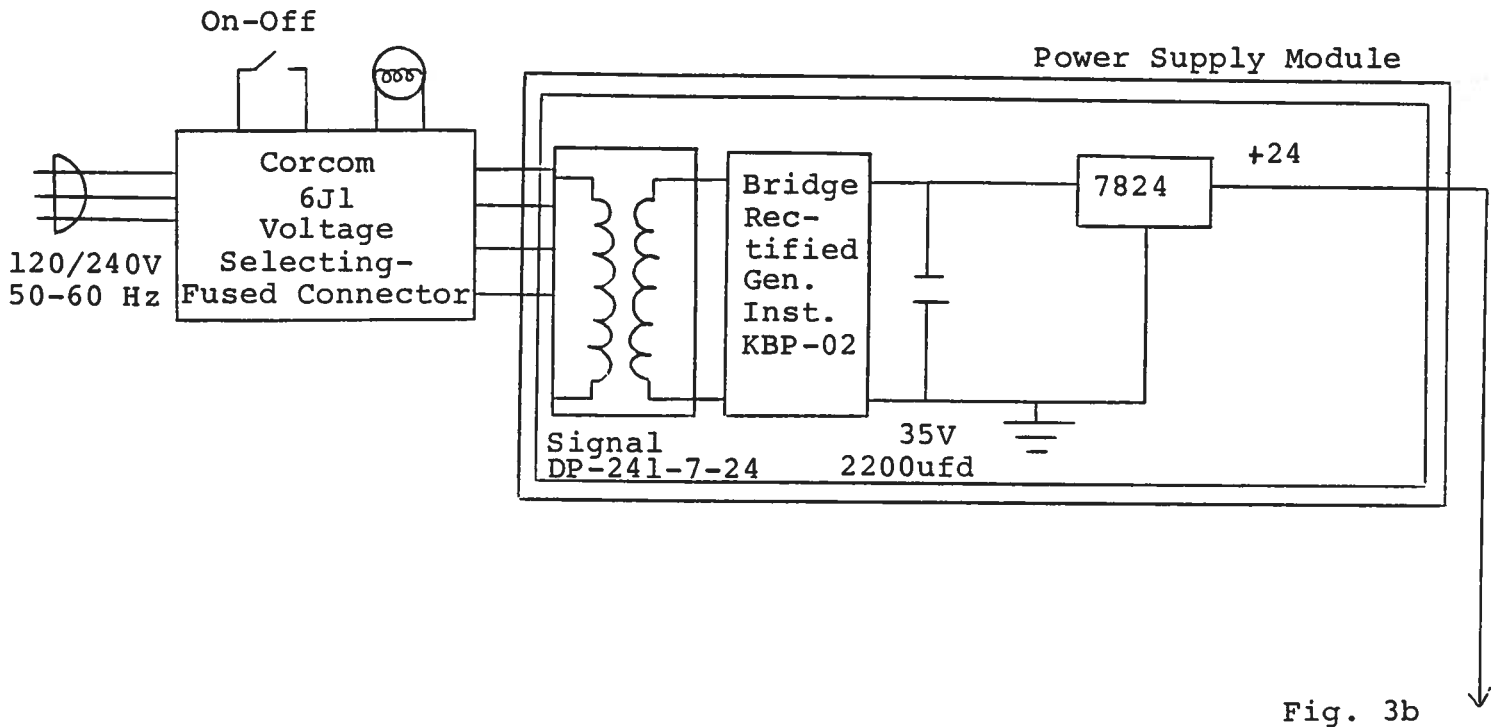 On-Off
Power Supply Module
Corcom
6J1
Voltage
Selecting-
Fused Connector
120/240V
50-60 Hz
Bridge
Rec-
tified
Gen.
Inst.
KBP-02
7824
+24
Signal
DP-241-7-24
35V
2200ufd
Fig. 3b